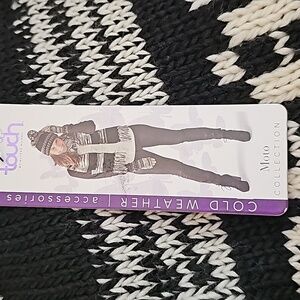 touch
COLD WEATHER | accessories
Moto
COLLECTION